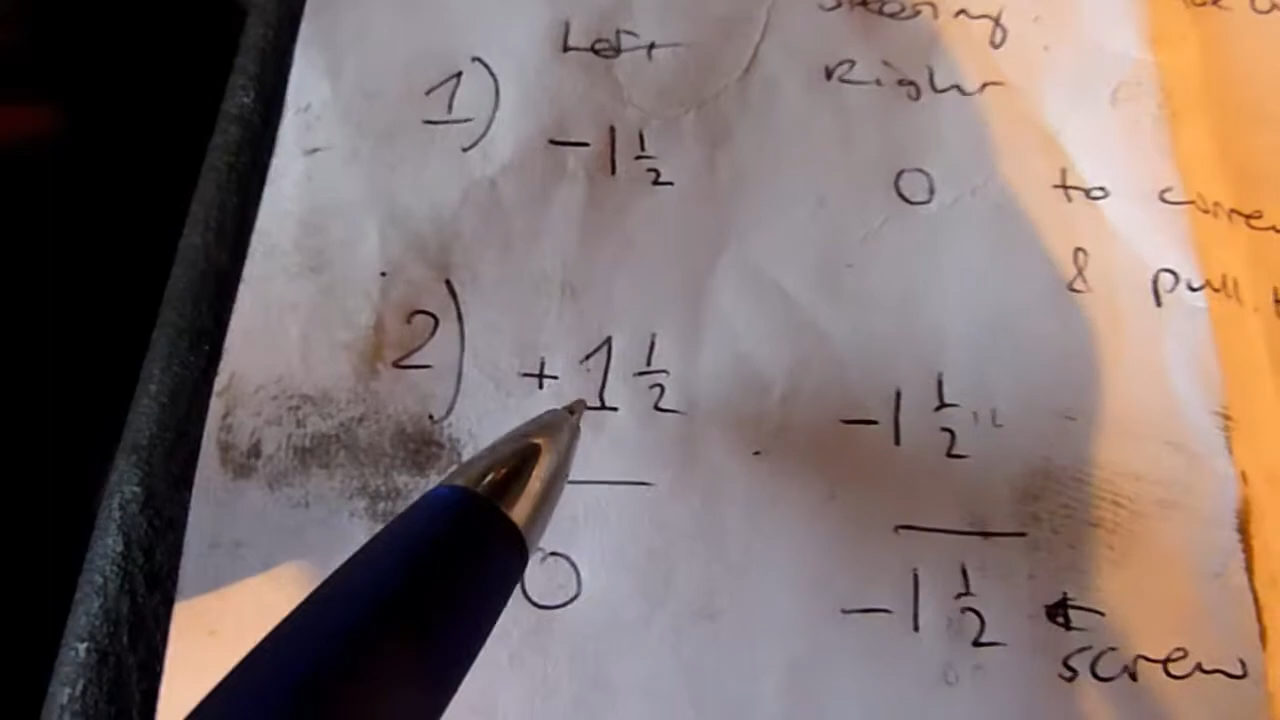 Left Right
1) -1 1/2 0 to
& pull
2) + 1 1/2 -1 1/2
0 -1 1/2 ←
screw